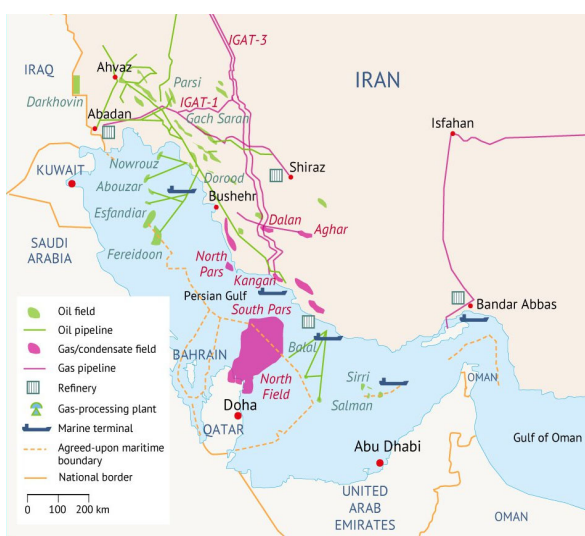 IGAT-3
IRAQ
Ahvaz
Parsi
IRAN
Darkhovin
IGAT-1
Abadan
Gach Saran
Isfahan
Nowrouz
KUWAIT
Abouzar
Doroud
Shiraz
Bushehr
Esfandiar
Dalan
Aghar
SAUDI
ARABIA
Fereidoon
North
Pars
Kangan
Persian Gulf
South Pars
Bandar Abbas
BAHRAIN
Balal
North
Field
Sirri
Salman
OMAN
Doha
QATAR
Abu Dhabi
Gulf of Oman
UNITED
ARAB
EMIRATES
OMAN
Oil field
Oil pipeline
Gas/condensate field
Gas pipeline
Refinery
Gas-processing plant
Marine terminal
Agreed-upon maritime
boundary
National border
0 100 200 km